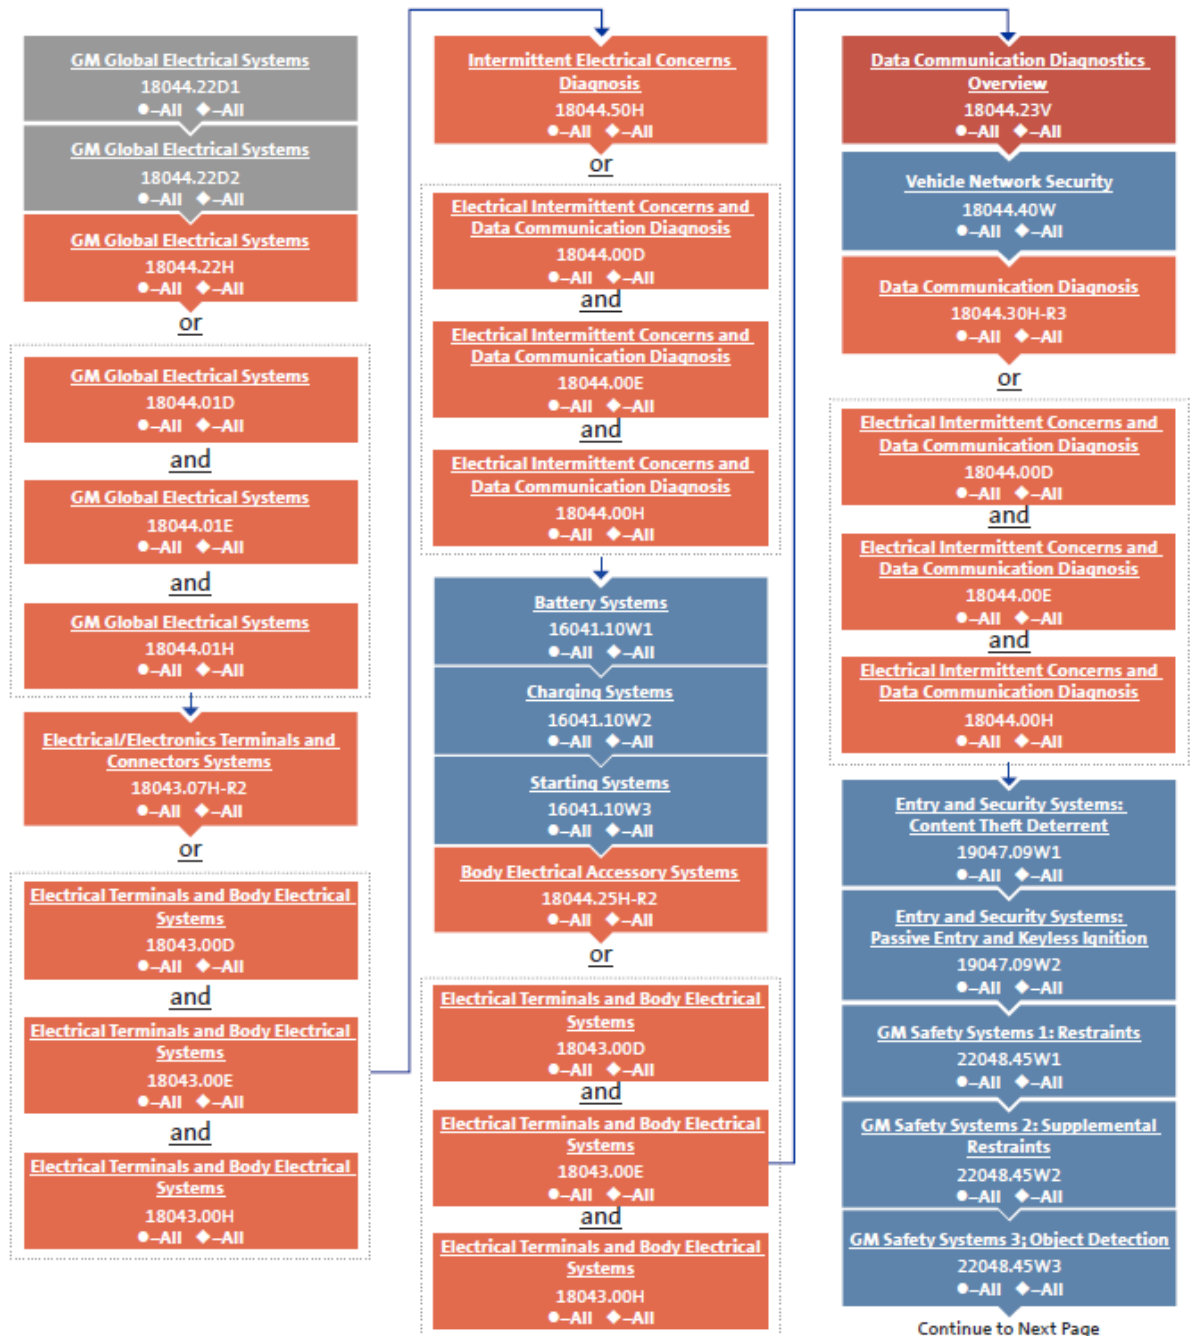 GM Global Electrical Systems
18044.22D1
●–All ◆–All
GM Global Electrical Systems
18044.22D2
●–All ◆–All
GM Global Electrical Systems
18044.22H
●–All ◆–All
or
GM Global Electrical Systems
18044.01D
●–All ◆–All
and
GM Global Electrical Systems
18044.01E
●–All ◆–All
and
GM Global Electrical Systems
18044.01H
●–All ◆–All
Electrical/Electronics Terminals and
Connectors Systems
18043.07H-R2
●–All ◆–All
or
Electrical Terminals and Body Electrical
Systems
18043.00D
●–All ◆–All
and
Electrical Terminals and Body Electrical
Systems
18043.00E
●–All ◆–All
and
Electrical Terminals and Body Electrical
Systems
18043.00H
●–All ◆–All
Intermittent Electrical Concerns
Diagnosis
18044.50H
●–All ◆–All
or
Electrical Intermittent Concerns and
Data Communication Diagnosis
18044.00D
●–All ◆–All
and
Electrical Intermittent Concerns and
Data Communication Diagnosis
18044.00E
●–All ◆–All
and
Electrical Intermittent Concerns and
Data Communication Diagnosis
18044.00H
●–All ◆–All
Battery Systems
16041.10W1
●–All ◆–All
Charging Systems
16041.10W2
●–All ◆–All
Starting Systems
16041.10W3
●–All ◆–All
Body Electrical Accessory Systems
18044.25H-R2
●–All ◆–All
or
Electrical Terminals and Body Electrical
Systems
18043.00D
●–All ◆–All
and
Electrical Terminals and Body Electrical
Systems
18043.00E
●–All ◆–All
and
Electrical Terminals and Body Electrical
Systems
18043.00H
●–All ◆–All
Data Communication Diagnostics
Overview
18044.23V
●–All ◆–All
Vehicle Network Security
18044.40W
●–All ◆–All
Data Communication Diagnosis
18044.30H-R3
●–All ◆–All
or
Electrical Intermittent Concerns and
Data Communication Diagnosis
18044.00D
●–All ◆–All
and
Electrical Intermittent Concerns and
Data Communication Diagnosis
18044.00E
●–All ◆–All
and
Electrical Intermittent Concerns and
Data Communication Diagnosis
18044.00H
●–All ◆–All
Entry and Security Systems:
Content Theft Deterrent
19047.09W1
●–All ◆–All
Entry and Security Systems:
Passive Entry and Keyless Ignition
19047.09W2
●–All ◆–All
GM Safety Systems 1: Restraints
22048.45W1
●–All ◆–All
GM Safety Systems 2: Supplemental
Restraints
22048.45W2
●–All ◆–All
GM Safety Systems 3; Object Detection
22048.45W3
●–All ◆–All
Continue to Next Page